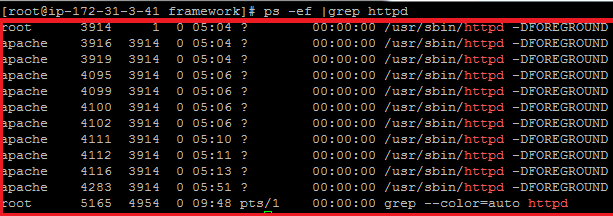 [root@ip-172-31-3-41 framework]# ps -ef |grep httpd
root 3914 1 0 05:04 ? 00:00:00 /usr/sbin/httpd -DFOREGROUND
apache 3916 3914 0 05:04 ? 00:00:00 /usr/sbin/httpd -DFOREGROUND
apache 3919 3914 0 05:04 ? 00:00:00 /usr/sbin/httpd -DFOREGROUND
apache 4095 3914 0 05:06 ? 00:00:00 /usr/sbin/httpd -DFOREGROUND
apache 4099 3914 0 05:06 ? 00:00:00 /usr/sbin/httpd -DFOREGROUND
apache 4100 3914 0 05:06 ? 00:00:00 /usr/sbin/httpd -DFOREGROUND
apache 4102 3914 0 05:06 ? 00:00:00 /usr/sbin/httpd -DFOREGROUND
apache 4111 3914 0 05:10 ? 00:00:00 /usr/sbin/httpd -DFOREGROUND
apache 4112 3914 0 05:11 ? 00:00:00 /usr/sbin/httpd -DFOREGROUND
apache 4116 3914 0 05:13 ? 00:00:00 /usr/sbin/httpd -DFOREGROUND
apache 4283 3914 0 05:51 ? 00:00:00 /usr/sbin/httpd -DFOREGROUND
root 5165 4954 0 09:48 pts/1 00:00:00 grep --color=auto httpd